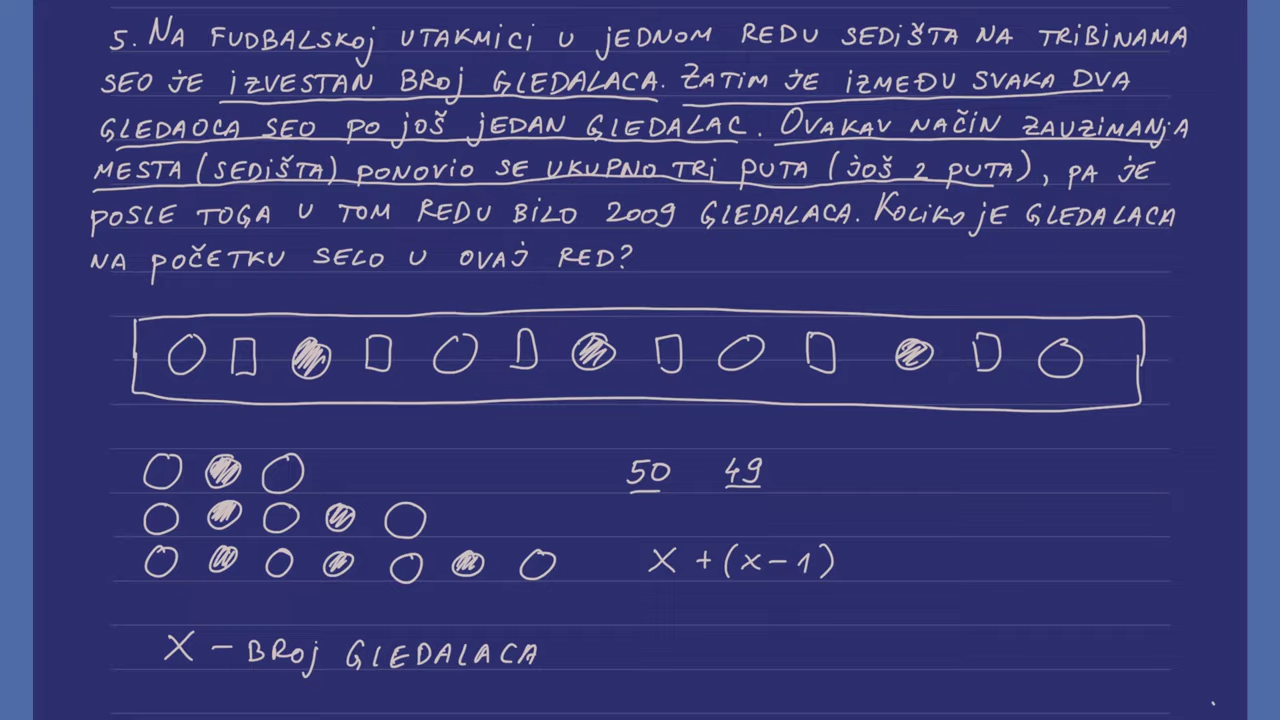 5. NA FUDBALSKOJ UTAKMICI U JEDNOM REDU SEDIŠTA NA TRIBINAMA
SEO JE IZVESTAN BROJ GLEDALACA. ZATIM JE IZMEĐU SVAKA DVA
GLEDAOCA SEO PO JOŠ JEDAN GLEDALAC. OVAKAV NAČIN ZAUZIMANJA
MESTA (SEDIŠTA) PONOVIO SE UKUPNO TRI PUTA (JOŠ 2 PUTA), PA JE
POSLE TOGA U TOM REDU BILO 2009 GLEDALACA. KOLIKO JE GLEDALACA
NA POČETKU SELO U OVAJ RED?
50 49
X + (x - 1)
X - BROJ GLEDALACA